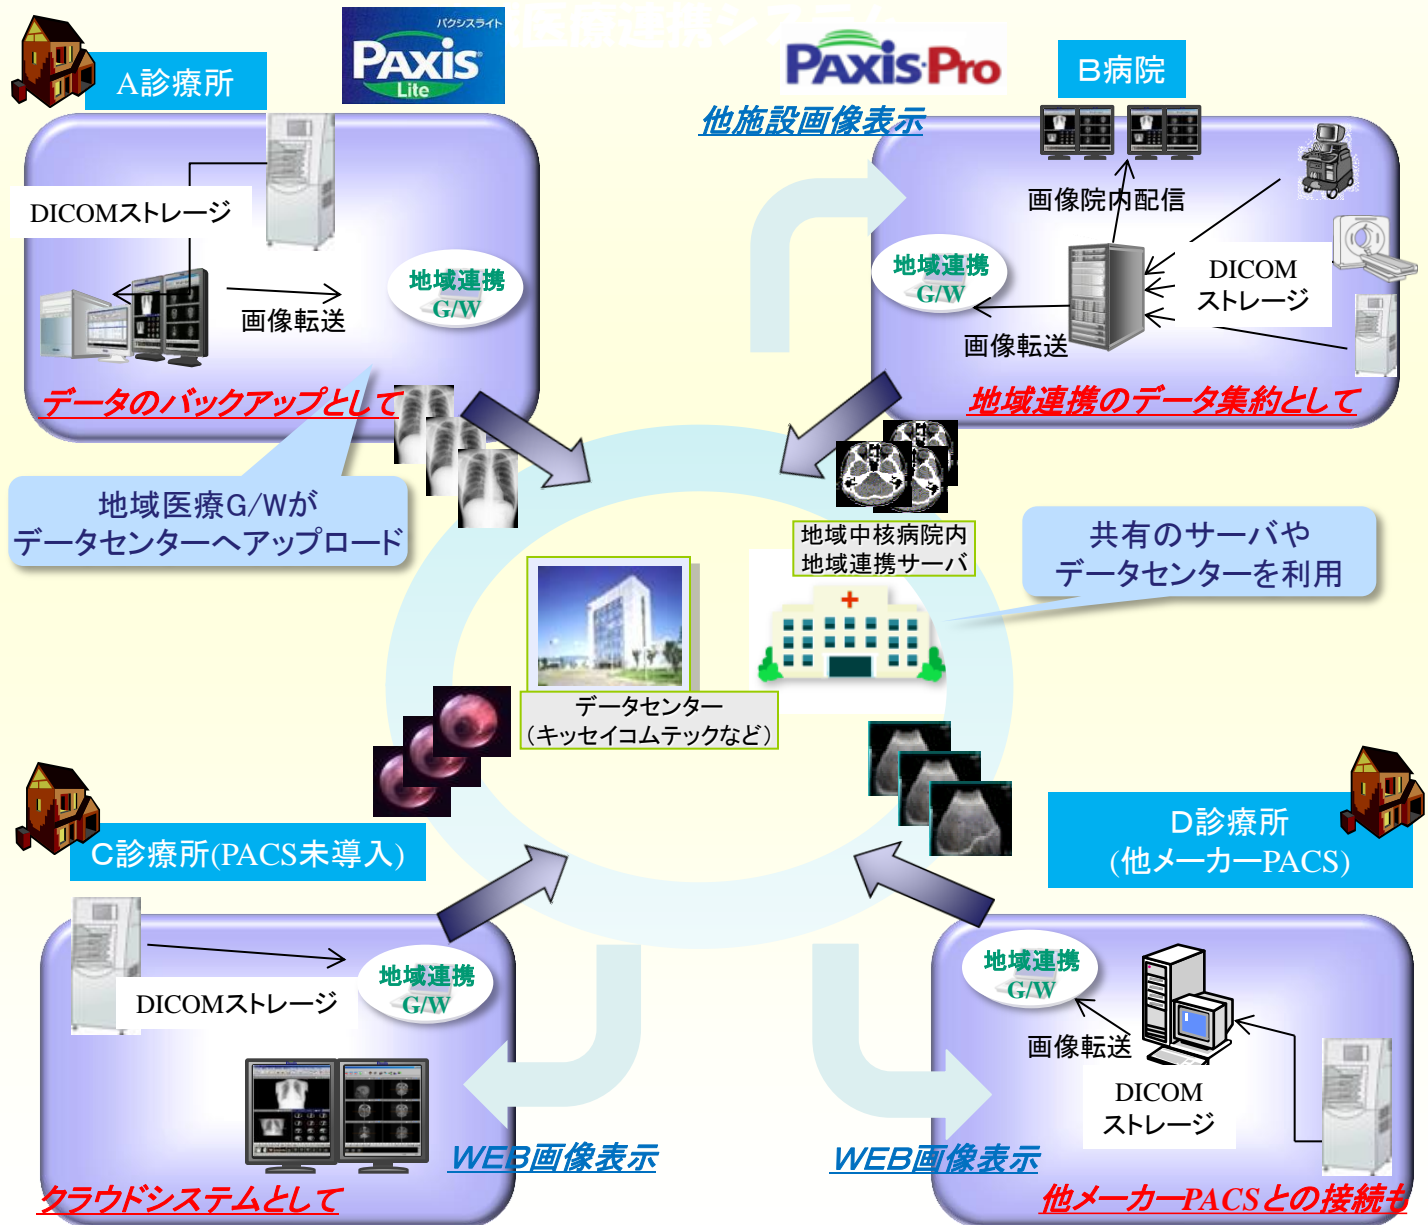 医療連携システム
パクシスライト
PAXIS
Lite
PAXIS・Pro
A診療所
DICOMストレージ
画像転送
地域連携
G/W
データのバックアップとして
地域医療G/Wが
データセンターへアップロード
他施設画像表示
Ｂ病院
画像院内配信
地域連携
G/W
DICOM
ストレージ
画像転送
地域連携のデータ集約として
地域中核病院内
地域連携サーバ
共有のサーバや
データセンターを利用
データセンター
（キッセイコムテックなど）
Ｃ診療所(PACS未導入)
DICOMストレージ
地域連携
G/W
WEB画像表示
クラウドシステムとして
Ｄ診療所
(他メーカーPACS)
地域連携
G/W
画像転送
DICOM
ストレージ
WEB画像表示
他メーカーPACSとの接続も